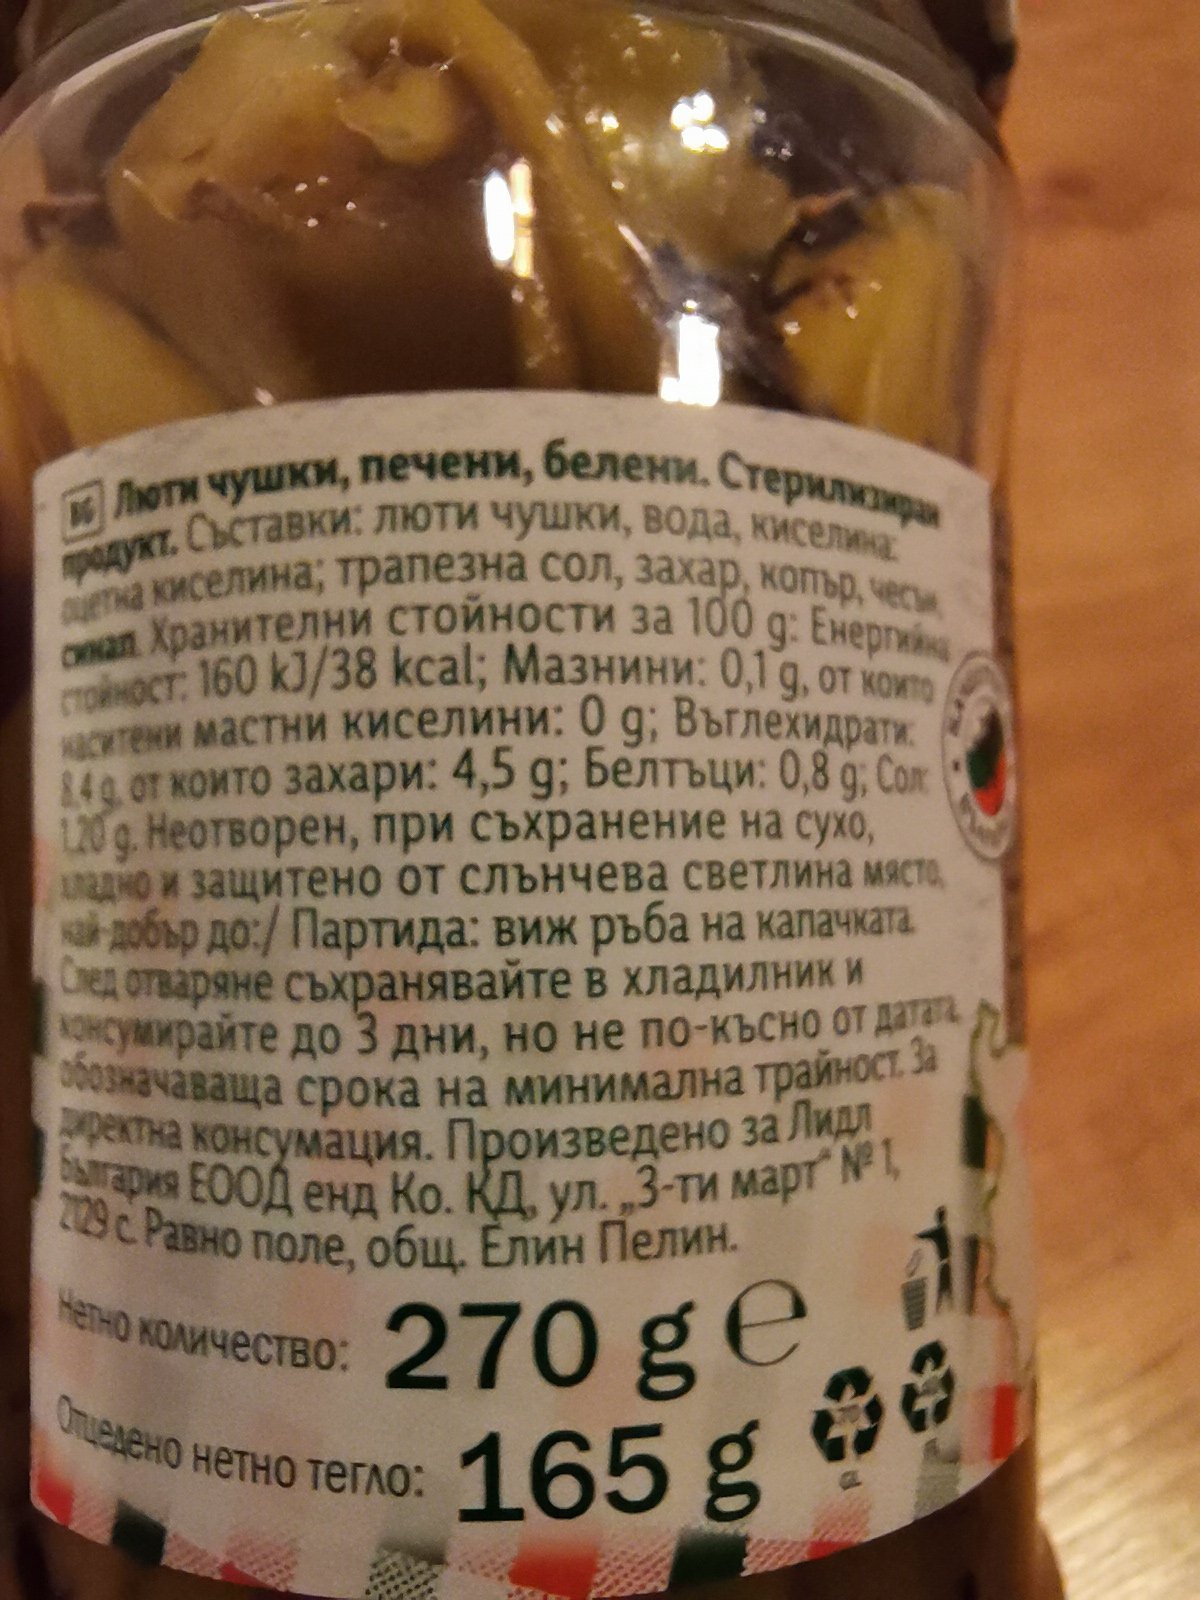 BG Люти чушки, печени, белени. Стерилизиран
продукт. Съставки: люти чушки, вода, киселина:
оцетна киселина; трапезна сол, захар, копър, чесън,
синап. Хранителни стойности за 100 g: Енергийна
стойност: 160 kJ/38 kcal; Мазнини: 0,1 g, от които
наситени мастни киселини: 0 g; Въглехидрати:
8,4 g, от които захари: 4,5 g; Белтъци: 0,8 g; Сол:
1,20 g. Неотворен, при съхранение на сухо,
хладно и защитено от слънчева светлина място,
най-добър до:/ Партида: виж ръба на капачката.
След отваряне съхранявайте в хладилник и
консумирайте до 3 дни, но не по-късно от датата,
обозначаваща срока на минимална трайност. За
директна консумация. Произведено за Лидл
България ЕООД енд Ко. КД, ул. „3-ти март“ № 1,
2129 с. Равно поле, общ. Елин Пелин.
Нетно количество: 270 g ℮
Отцедено нетно тегло: 165 g
70
GL